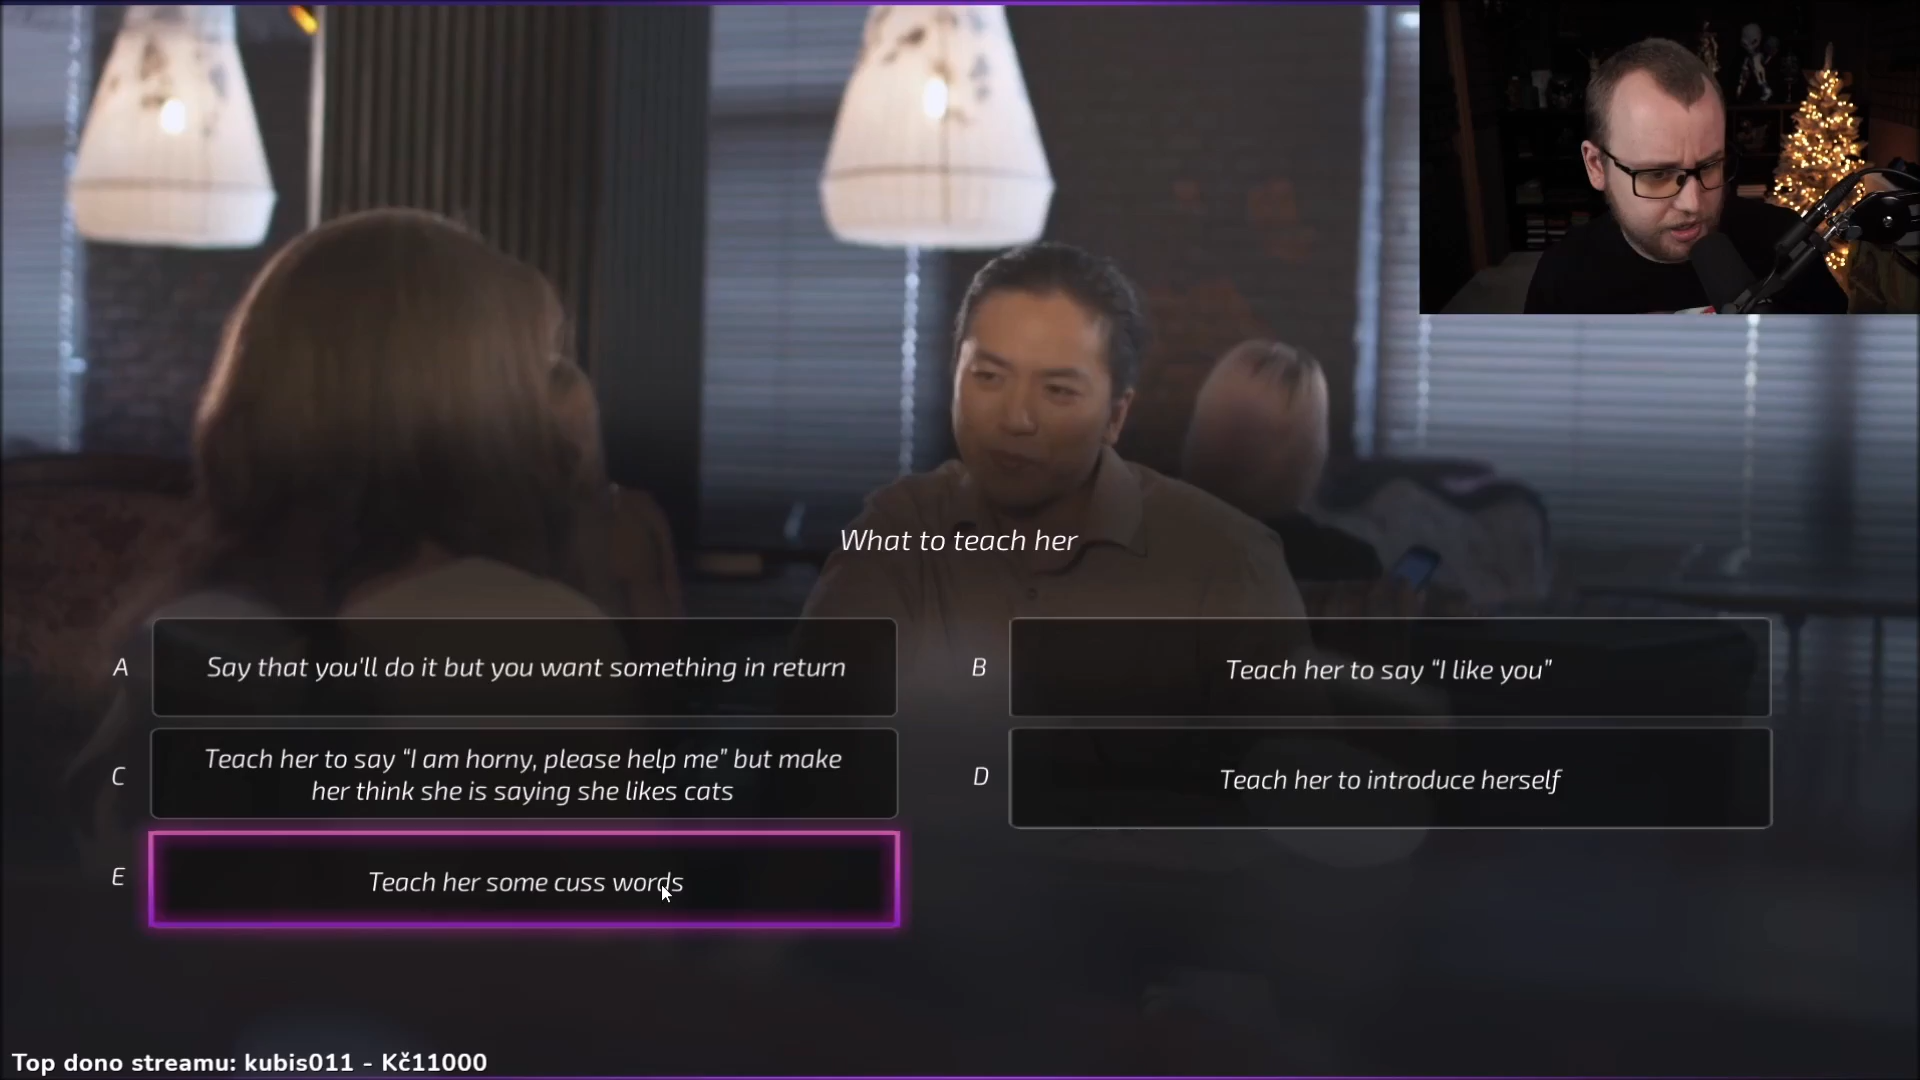 What to teach her
A
Say that you'll do it but you want something in return
B
Teach her to say “I like you”
C
Teach her to say “I am horny, please help me” but make
her think she is saying she likes cats
D
Teach her to introduce herself
E
Teach her some cuss words
Top dono streamu: kubis011 - Kč11000